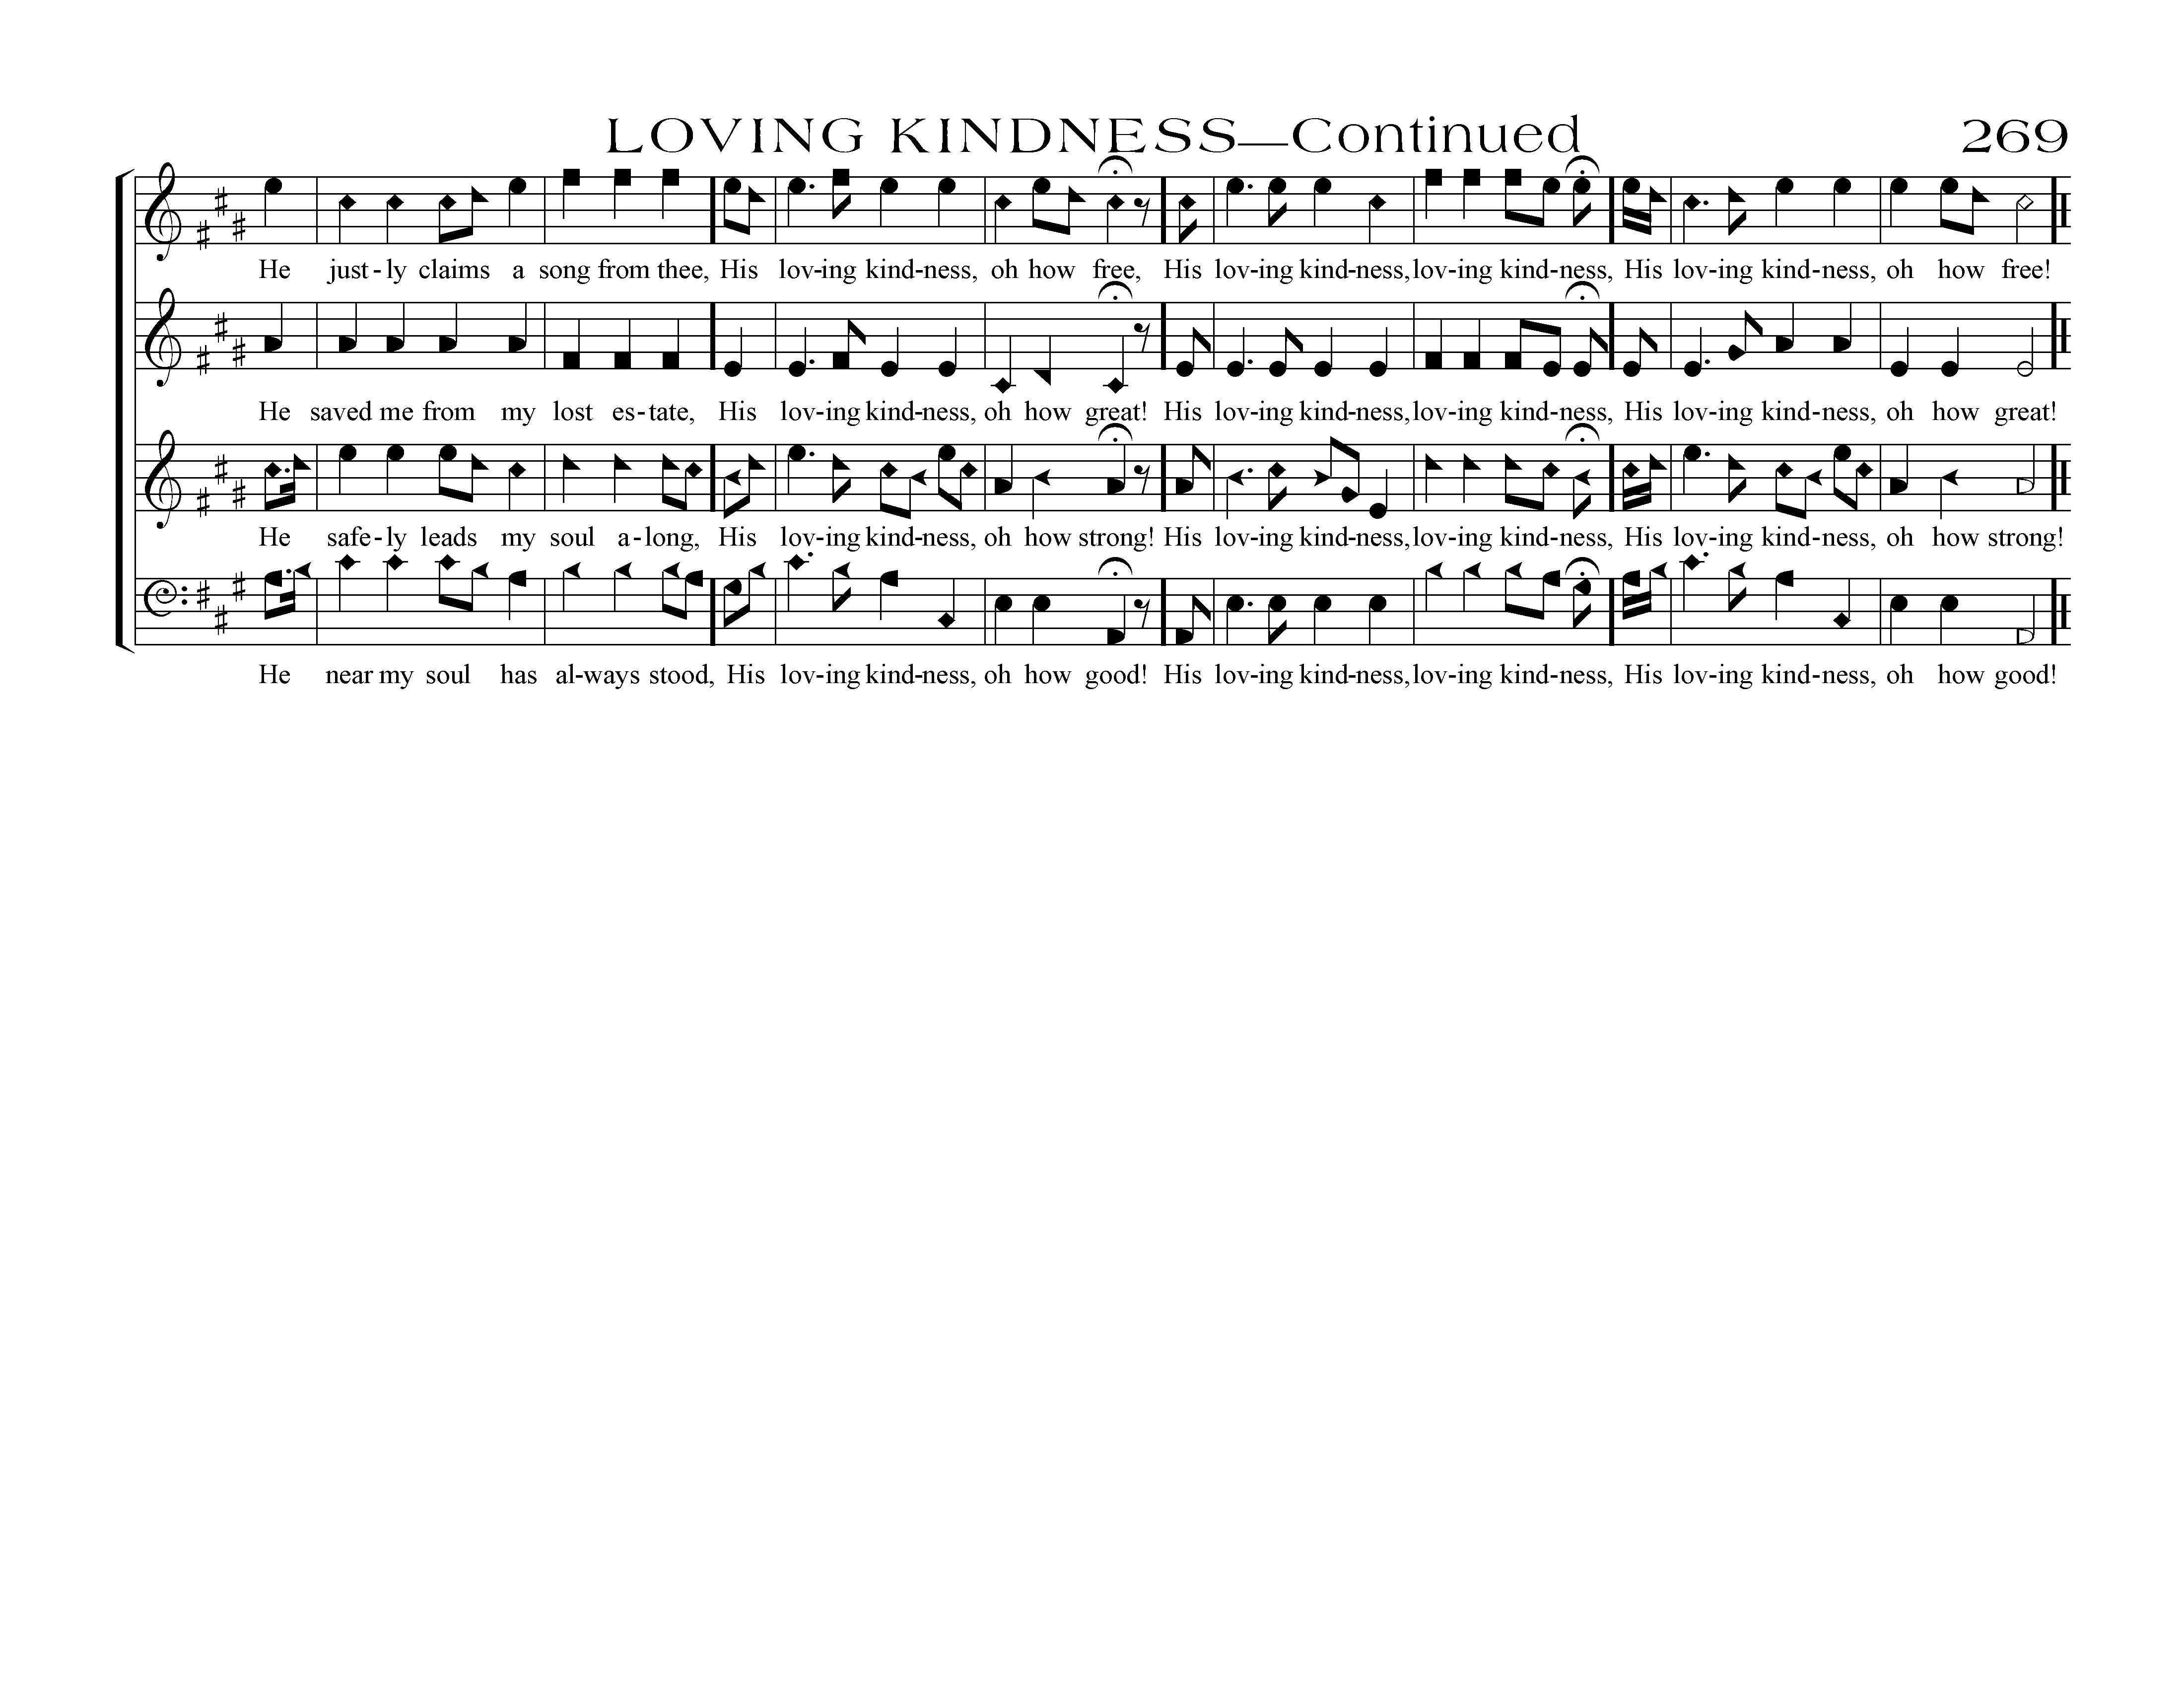 LOVING KINDNESS—Continued 269
He just-ly claims a song from thee, His lov-ing kind-ness, oh how free, His lov-ing kind-ness, lov-ing kind-ness, His lov-ing kind-ness, oh how free!
He saved me from my lost es-tate, His lov-ing kind-ness, oh how great! His lov-ing kind-ness, lov-ing kind-ness, His lov-ing kind-ness, oh how great!
He safe-ly leads my soul a-long, His lov-ing kind-ness, oh how strong! His lov-ing kind-ness, lov-ing kind-ness, His lov-ing kind-ness, oh how strong!
He near my soul has al-ways stood, His lov-ing kind-ness, oh how good! His lov-ing kind-ness, lov-ing kind-ness, His lov-ing kind-ness, oh how good!